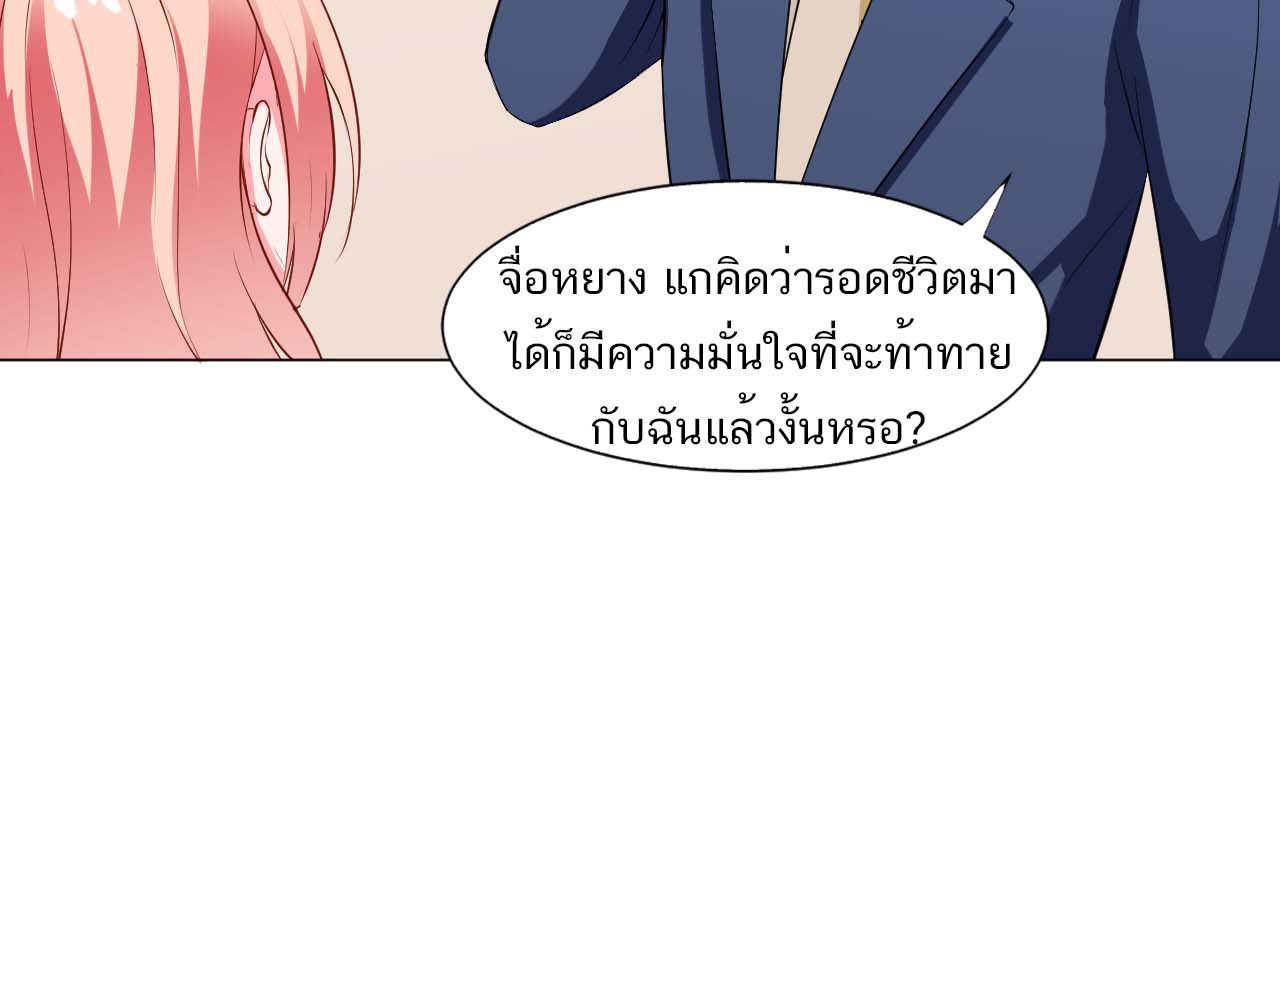 จื่อหยาง แกคิดว่ารอดชีวิตมา
ได้ก็มีความมั่นใจที่จะท้าทาย
กับฉันแล้วงั้นหรอ?